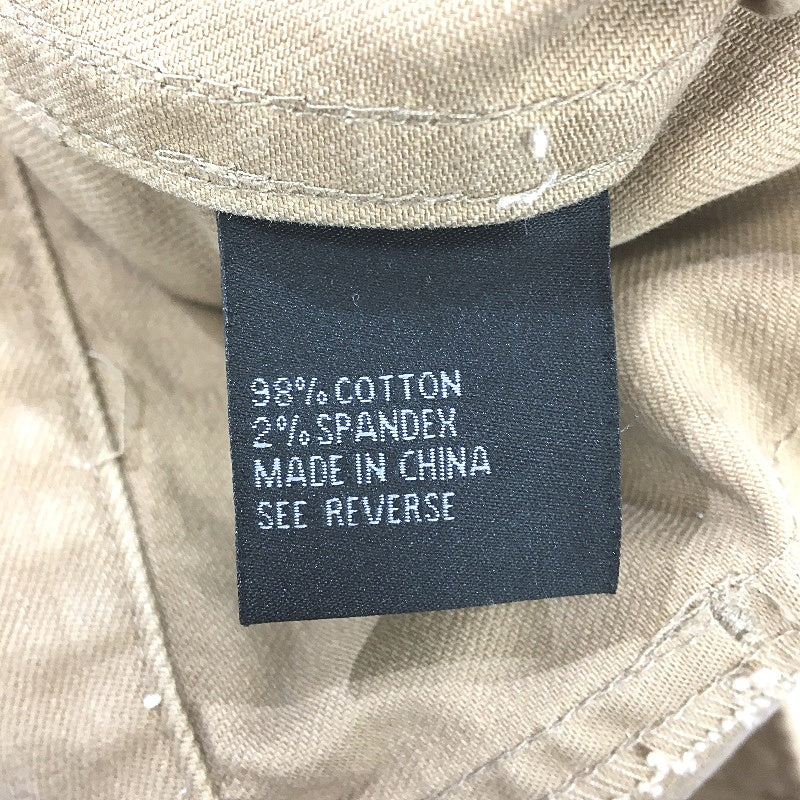 98% COTTON
2% SPANDEX
MADE IN CHINA
SEE REVERSE